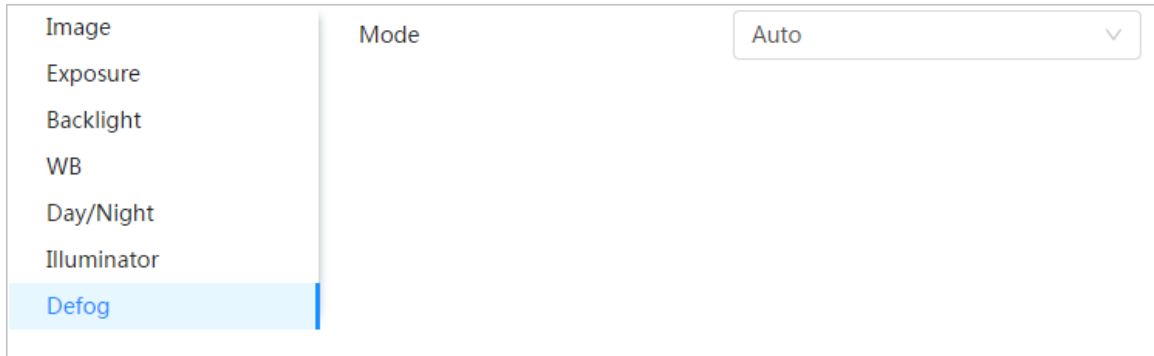 Image
Exposure
Backlight
WB
Day/Night
Illuminator
Defog
Mode
Auto